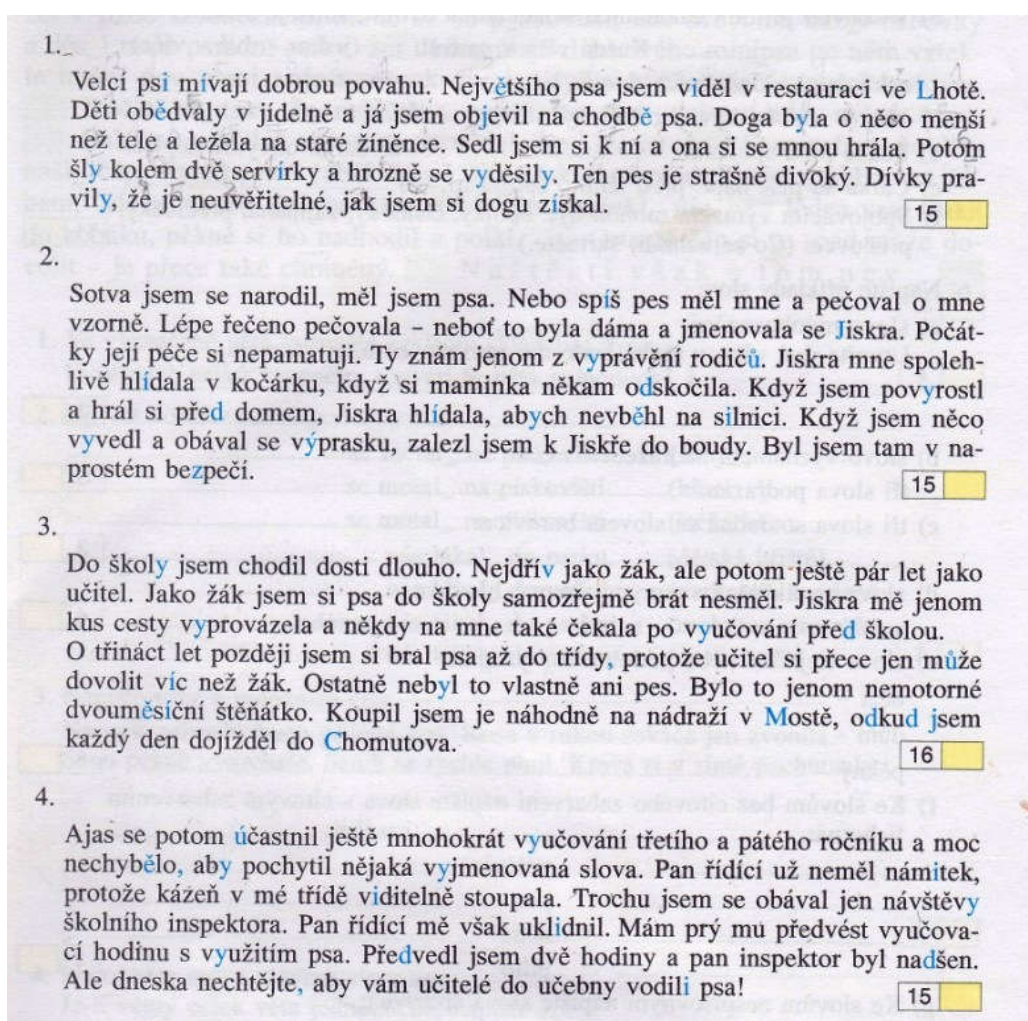 1.
Velcí psi mívají dobrou povahu. Největšího psa jsem viděl v restauraci ve Lhotě.
Děti obědvaly v jídelně a já jsem objevil na chodbě psa. Doga byla o něco menší
než tele a ležela na staré žíněnce. Sedl jsem si k ní a ona si se mnou hrála. Potom
šly kolem dvě servírky a hrozně se vyděsily. Ten pes je strašně divoký. Dívky pra-
vily, že je neuvěřitelné, jak jsem si dogu získal.
15
2.
Sotva jsem se narodil, měl jsem psa. Nebo spíš pes měl mne a pečoval o mne
vzorně. Lépe řečeno pečovala – neboť to byla dáma a jmenovala se Jiskra. Počát-
ky její péče si nepamatuji. Ty znám jenom z vyprávění rodičů. Jiskra mne spoleh-
livě hlídala v kočárku, když si maminka někam odskočila. Když jsem povyrostl
a hrál si před domem, Jiskra hlídala, abych nevběhl na silnici. Když jsem něco
vyvedl a obával se výprasku, zalezl jsem k Jiskře do boudy. Byl jsem tam v na-
prostém bezpečí.
15
3.
Do školy jsem chodil dosti dlouho. Nejdřív jako žák, ale potom ještě pár let jako
učitel. Jako žák jsem si psa do školy samozřejmě brát nesměl. Jiskra mě jenom
kus cesty vyprovázela a někdy na mne také čekala po vyučování před školou.
O třináct let později jsem si bral psa až do třídy, protože učitel si přece jen může
dovolit víc než žák. Ostatně nebyl to vlastně ani pes. Bylo to jenom nemotorné
dvouměsíční štěňátko. Koupil jsem je náhodně na nádraží v Mostě, odkud jsem
každý den dojížděl do Chomutova.
16
4.
Ajas se potom účastnil ještě mnohokrát vyučování třetího a pátého ročníku a moc
nechybělo, aby pochytil nějaká vyjmenovaná slova. Pan řídící už neměl námitek,
protože kázeň v mé třídě viditelně stoupala. Trochu jsem se obával jen návštěvy
školního inspektora. Pan řídící mě však uklidnil. Mám prý mu předvést vyučova-
cí hodinu s využitím psa. Předvedl jsem dvě hodiny a pan inspektor byl nadšen.
Ale dneska nechtějte, aby vám učitelé do učebny vodili psa!
15